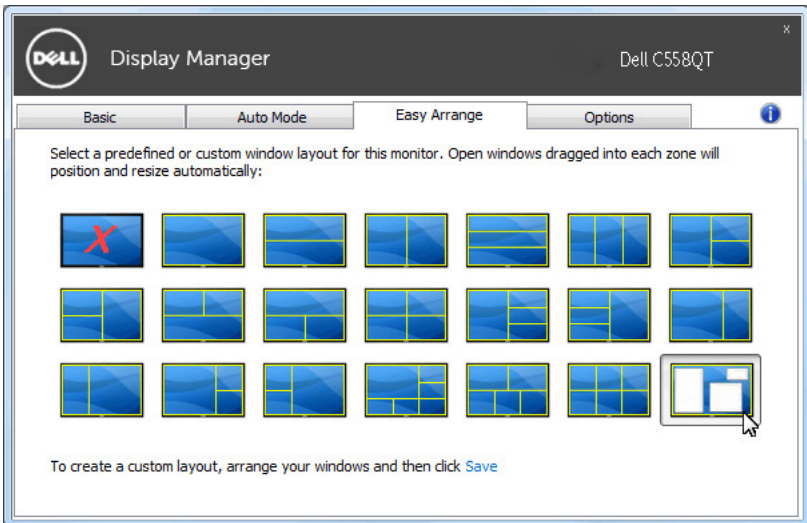 x
DELL
Display Manager
Dell C558QT
Basic
Auto Mode
Easy Arrange
Options
i
Select a predefined or custom window layout for this monitor. Open windows dragged into each zone will
position and resize automatically:
X
To create a custom layout, arrange your windows and then click Save